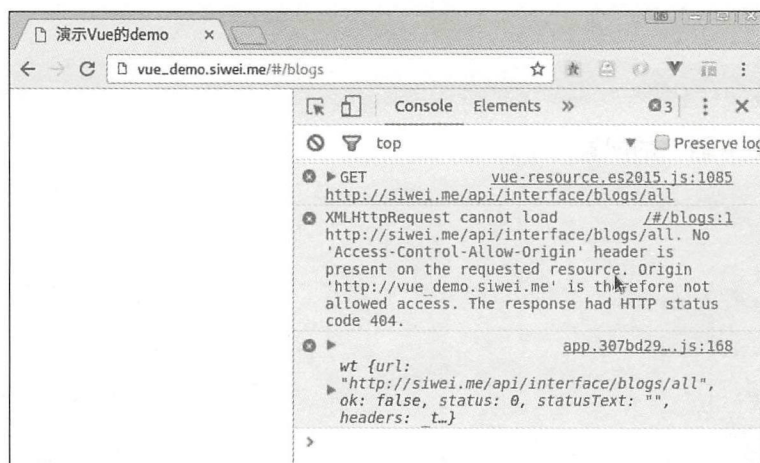 演示Vue的demo ×
vue_demo.siwei.me/#/blogs
Console Elements » 3
top Preserve log
GET vue-resource.es2015.js:1085
http://siwei.me/api/interface/blogs/all
XMLHttpRequest cannot load /#/blogs:1
http://siwei.me/api/interface/blogs/all. No
'Access-Control-Allow-Origin' header is
present on the requested resource. Origin
'http://vue_demo.siwei.me' is therefore not
allowed access. The response had HTTP status
code 404.
app.307bd29….js:168
wt {url:
"http://siwei.me/api/interface/blogs/all",
ok: false, status: 0, statusText: "",
headers: _t…}